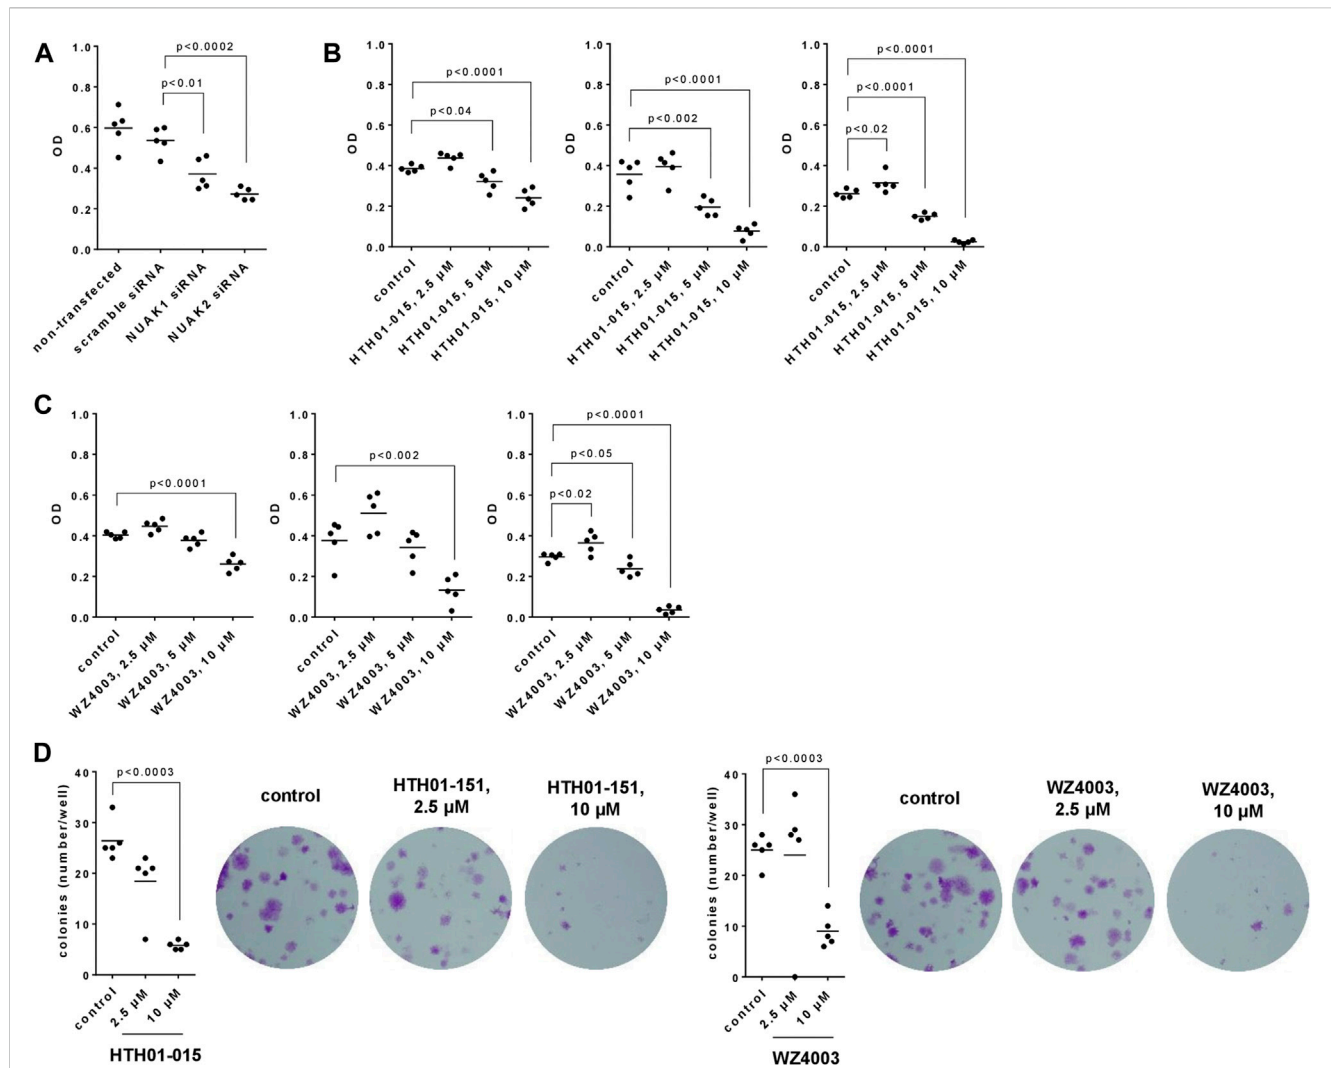 A
1.0
0.8
0.6
0.4
0.2
0.0
OD
p<0.0002
p<0.01
non-transfected
scramble siRNA
NUAK1 siRNA
NUAK2 siRNA
B
1.0
0.8
0.6
0.4
0.2
0.0
OD
p<0.0001
p<0.04
control
HTH01-015, 2.5 µM
HTH01-015, 5 µM
HTH01-015, 10 µM
1.0
0.8
0.6
0.4
0.2
0.0
OD
p<0.0001
p<0.002
control
HTH01-015, 2.5 µM
HTH01-015, 5 µM
HTH01-015, 10 µM
1.0
0.8
0.6
0.4
0.2
0.0
OD
p<0.0001
p<0.0001
p<0.02
control
HTH01-015, 2.5 µM
HTH01-015, 5 µM
HTH01-015, 10 µM
C
1.0
0.8
0.6
0.4
0.2
0.0
OD
p<0.0001
control
WZ4003, 2.5 µM
WZ4003, 5 µM
WZ4003, 10 µM
1.0
0.8
0.6
0.4
0.2
0.0
OD
p<0.002
control
WZ4003, 2.5 µM
WZ4003, 5 µM
WZ4003, 10 µM
1.0
0.8
0.6
0.4
0.2
0.0
OD
p<0.0001
p<0.05
p<0.02
control
WZ4003, 2.5 µM
WZ4003, 5 µM
WZ4003, 10 µM
D
40
30
20
10
0
colonies (number/well)
p<0.0003
control
2.5 µM
10 µM
HTH01-015
control
HTH01-151,
2.5 µM
HTH01-151,
10 µM
40
30
20
10
0
colonies (number/well)
p<0.0003
control
2.5 µM
10 µM
WZ4003
control
WZ4003,
2.5 µM
WZ4003,
10 µM